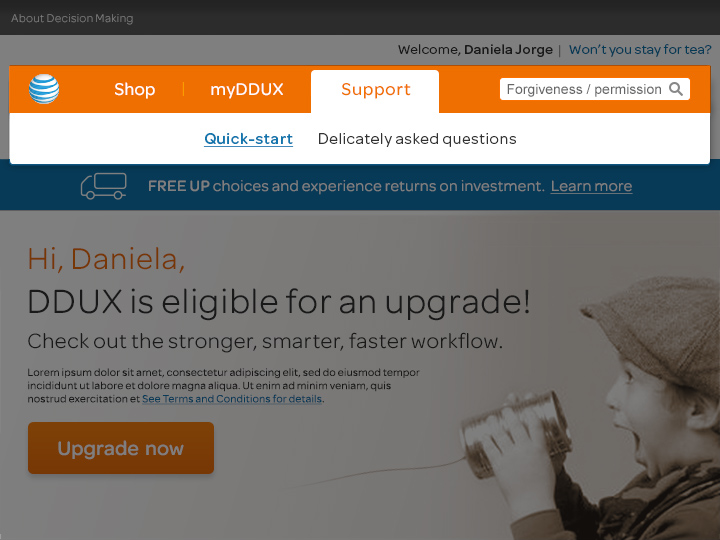 About Decision Making
Welcome, Daniela Jorge | Won't you stay for tea?
Shop | myDDUX Support Forgiveness / permission
Quick-start Delicately asked questions
FREE UP choices and experience returns on investment. Learn more
Hi, Daniela,
DDUX is eligible for an upgrade!
Check out the stronger, smarter, faster workflow.
Lorem ipsum dolor sit amet, consectetur adipiscing elit, sed do eiusmod tempor
incididunt ut labore et dolore magna aliqua. Ut enim ad minim veniam, quis
nostrud exercitation et See Terms and Conditions for details.
Upgrade now